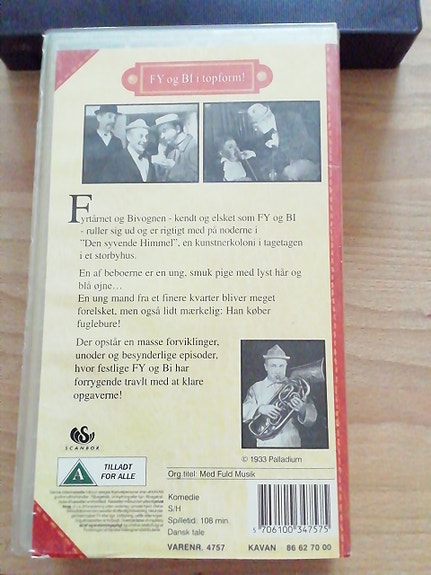 FY og BI i topform!
Fyrtårnet og Bivognen - kendt og elsket som FY og BI
- ruller sig ud og er rigtigt med på noderne i
"Den syvende Himmel", en kunstnerkoloni i tagetagen
i et storbyhus.
En af beboerne er en ung, smuk pige med lyst hår og
blå øjne...
En ung mand fra et finere kvarter bliver meget
forelsket, men også lidt mærkelig: Han køber
fuglebure!
Der opstår en masse forviklinger,
unoder og besynderlige episoder,
hvor festlige FY og Bi har
forrygende travlt med at klare
opgaverne!
SCANBOX
© 1933 Palladium
A
TILLADT
FOR ALLE
Org titel: Med Fuld Musik
Komedie
S/H
Spilletid: 108 min.
Dansk tale
VARENR. 4757
KAVAN 86 62 70 00
5 706100 347575